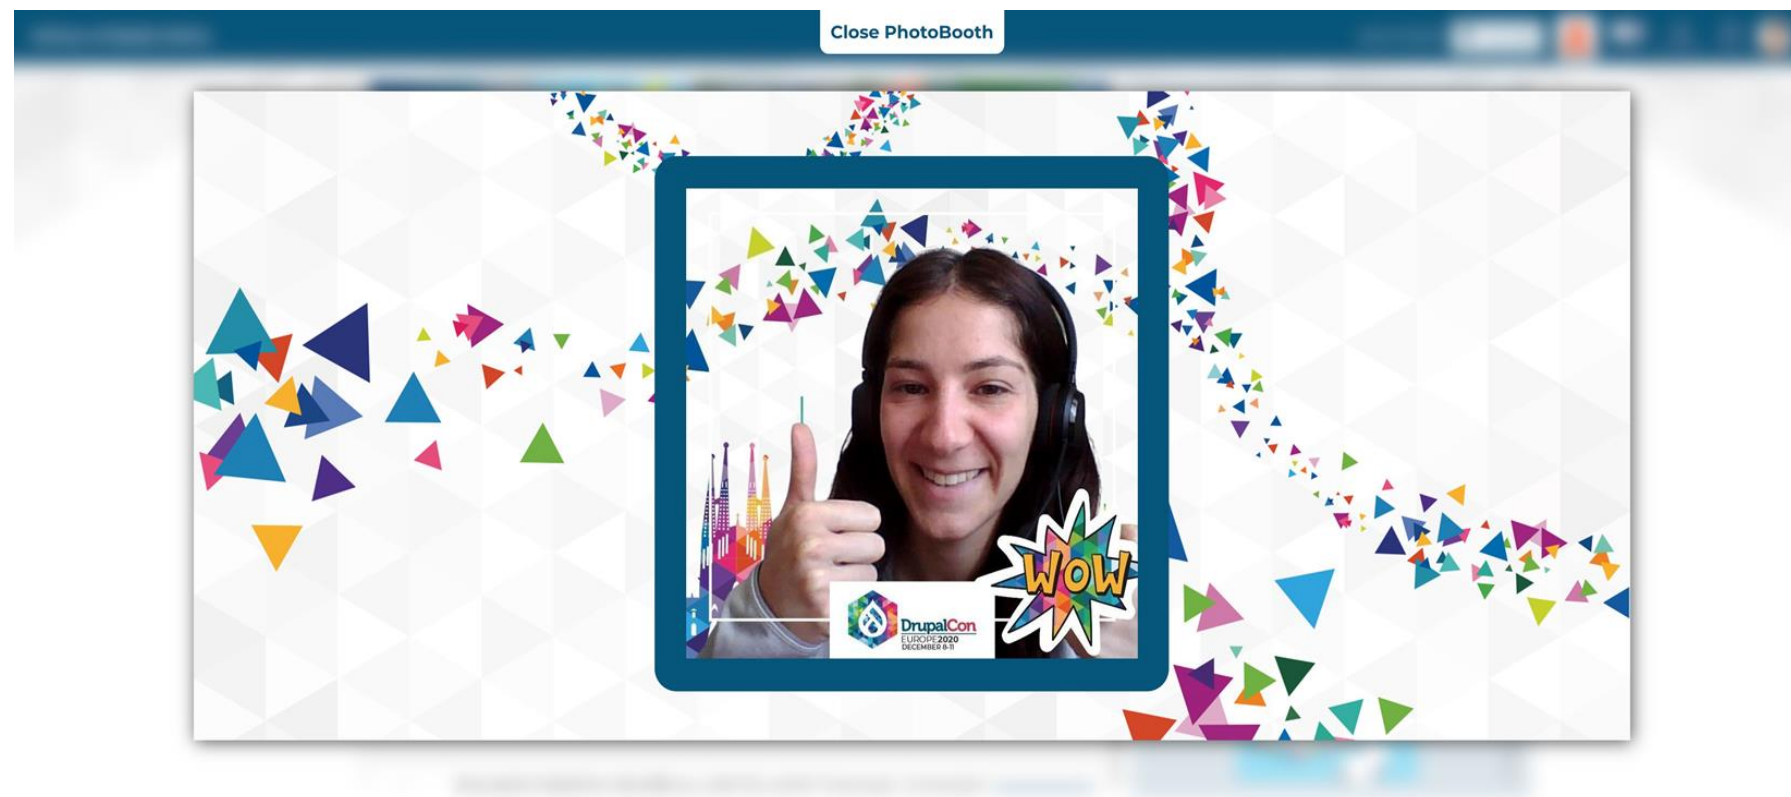 Close PhotoBooth
WOW
DrupalCon
EUROPE2020
DECEMBER 8-11